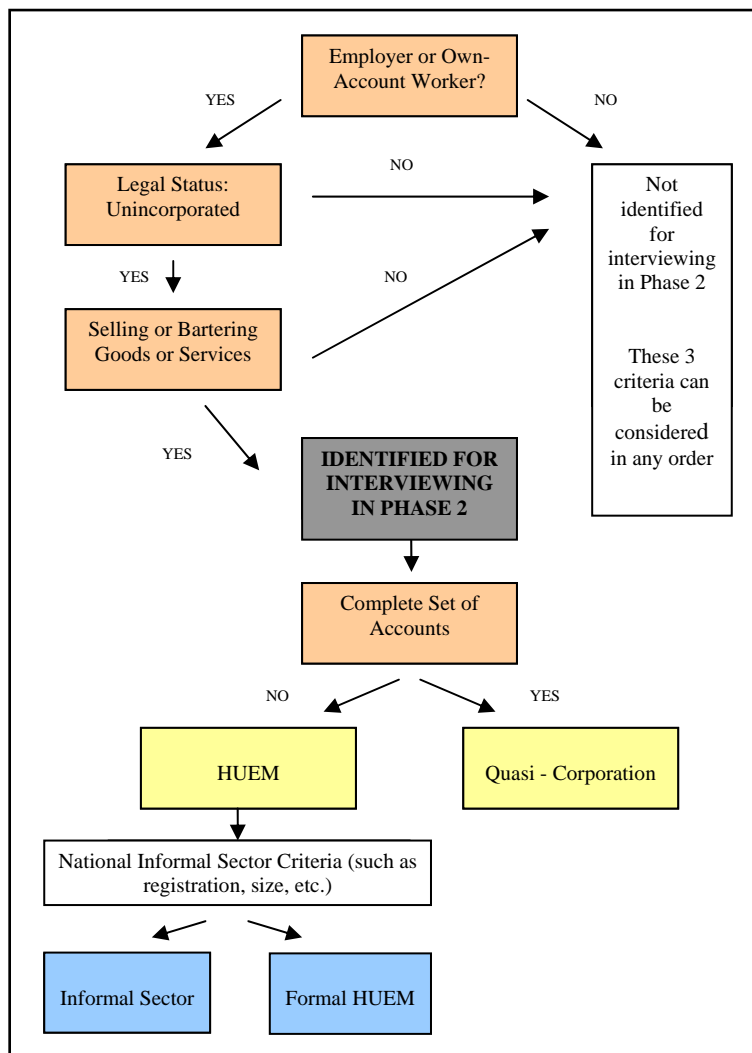 Employer or Own-
Account Worker?
YES
NO
Legal Status:
Unincorporated
NO
Not
identified
for
interviewing
in Phase 2
These 3
criteria can
be
considered
in any order
YES
NO
Selling or Bartering
Goods or Services
YES
IDENTIFIED FOR
INTERVIEWING
IN PHASE 2
Complete Set of
Accounts
NO
YES
HUEM
Quasi - Corporation
National Informal Sector Criteria (such as
registration, size, etc.)
Informal Sector
Formal HUEM